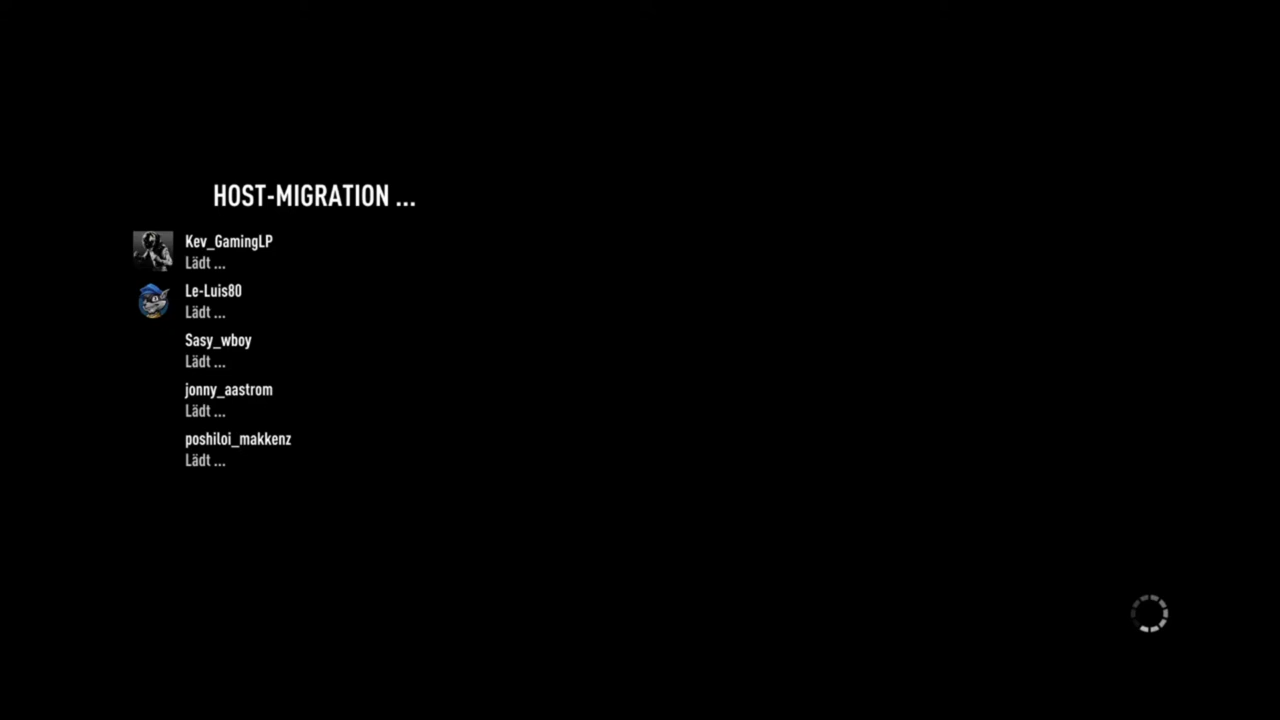 HOST-MIGRATION ...
Kev_GamingLP
Lädt ...
Le-Luis80
Lädt ...
Sasy_wboy
Lädt ...
jonny_aastrom
Lädt ...
poshiloi_makkenz
Lädt ...